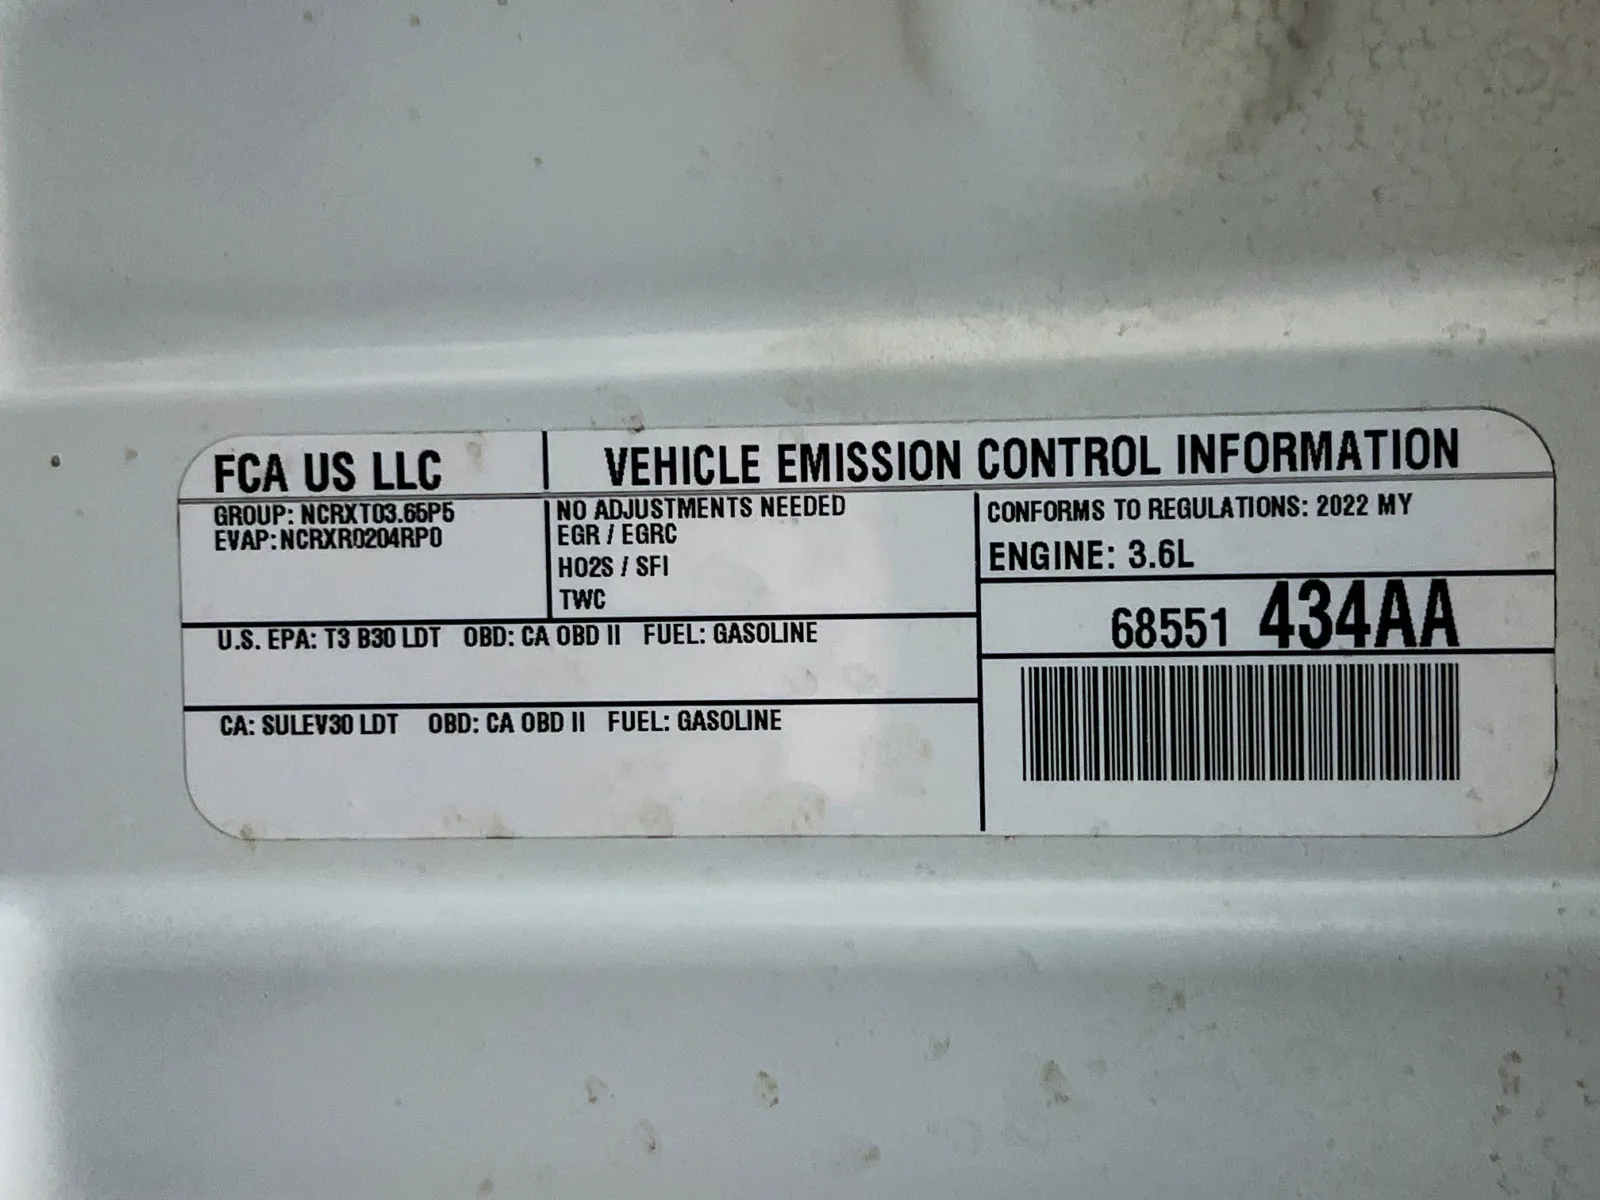 FCA US LLC
VEHICLE EMISSION CONTROL INFORMATION
GROUP: NCRXT03.65P5
EVAP:NCRXR0204RP0
NO ADJUSTMENTS NEEDED
EGR / EGRC
HO2S / SFI
TWC
CONFORMS TO REGULATIONS: 2022 MY
ENGINE: 3.6L
68551 434AA
U.S. EPA: T3 B30 LDT OBD: CA OBD II FUEL: GASOLINE
CA: SULEV30 LDT OBD: CA OBD II FUEL: GASOLINE